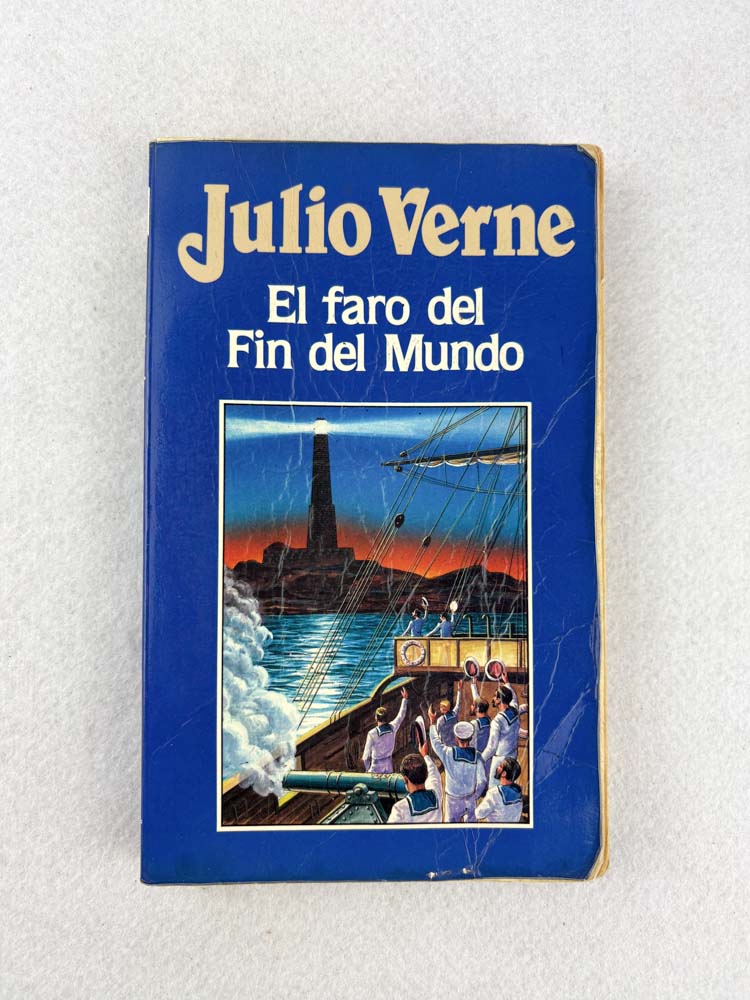 Julio Verne
El faro del
Fin del Mundo